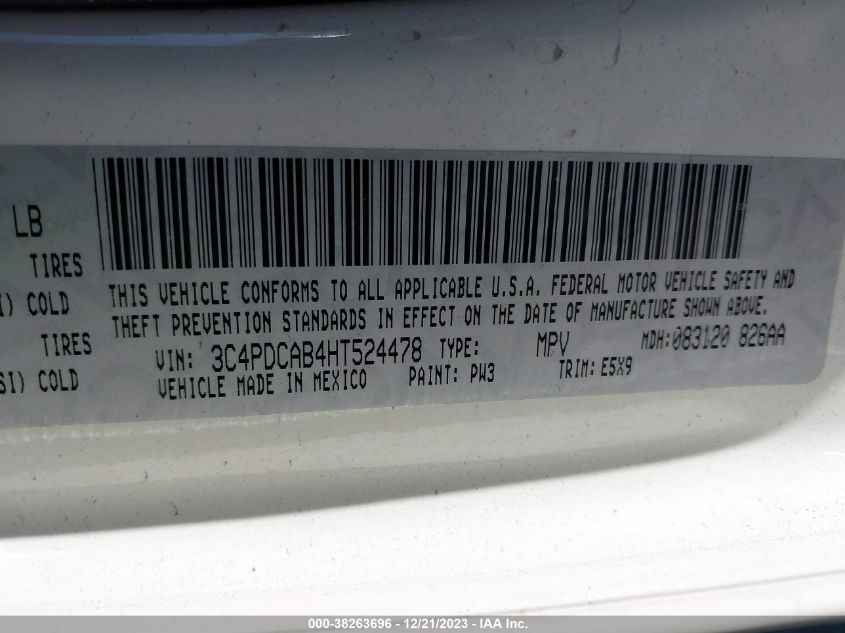 LB
TIRES
I) COLD
TIRES
SI) COLD
THIS VEHICLE CONFORMS TO ALL APPLICABLE U.S.A. FEDERAL MOTOR VEHICLE SAFETY AND
THEFT PREVENTION STANDARDS IN EFFECT ON THE DATE OF MANUFACTURE SHOWN ABOVE.
VIN: 3C4PDCAB4HT524478 TYPE: MPV MDH:083120 826AA
VEHICLE MADE IN MEXICO PAINT: PW3 TRIM: E5X9
000-38263696 - 12/21/2023 - IAA Inc.